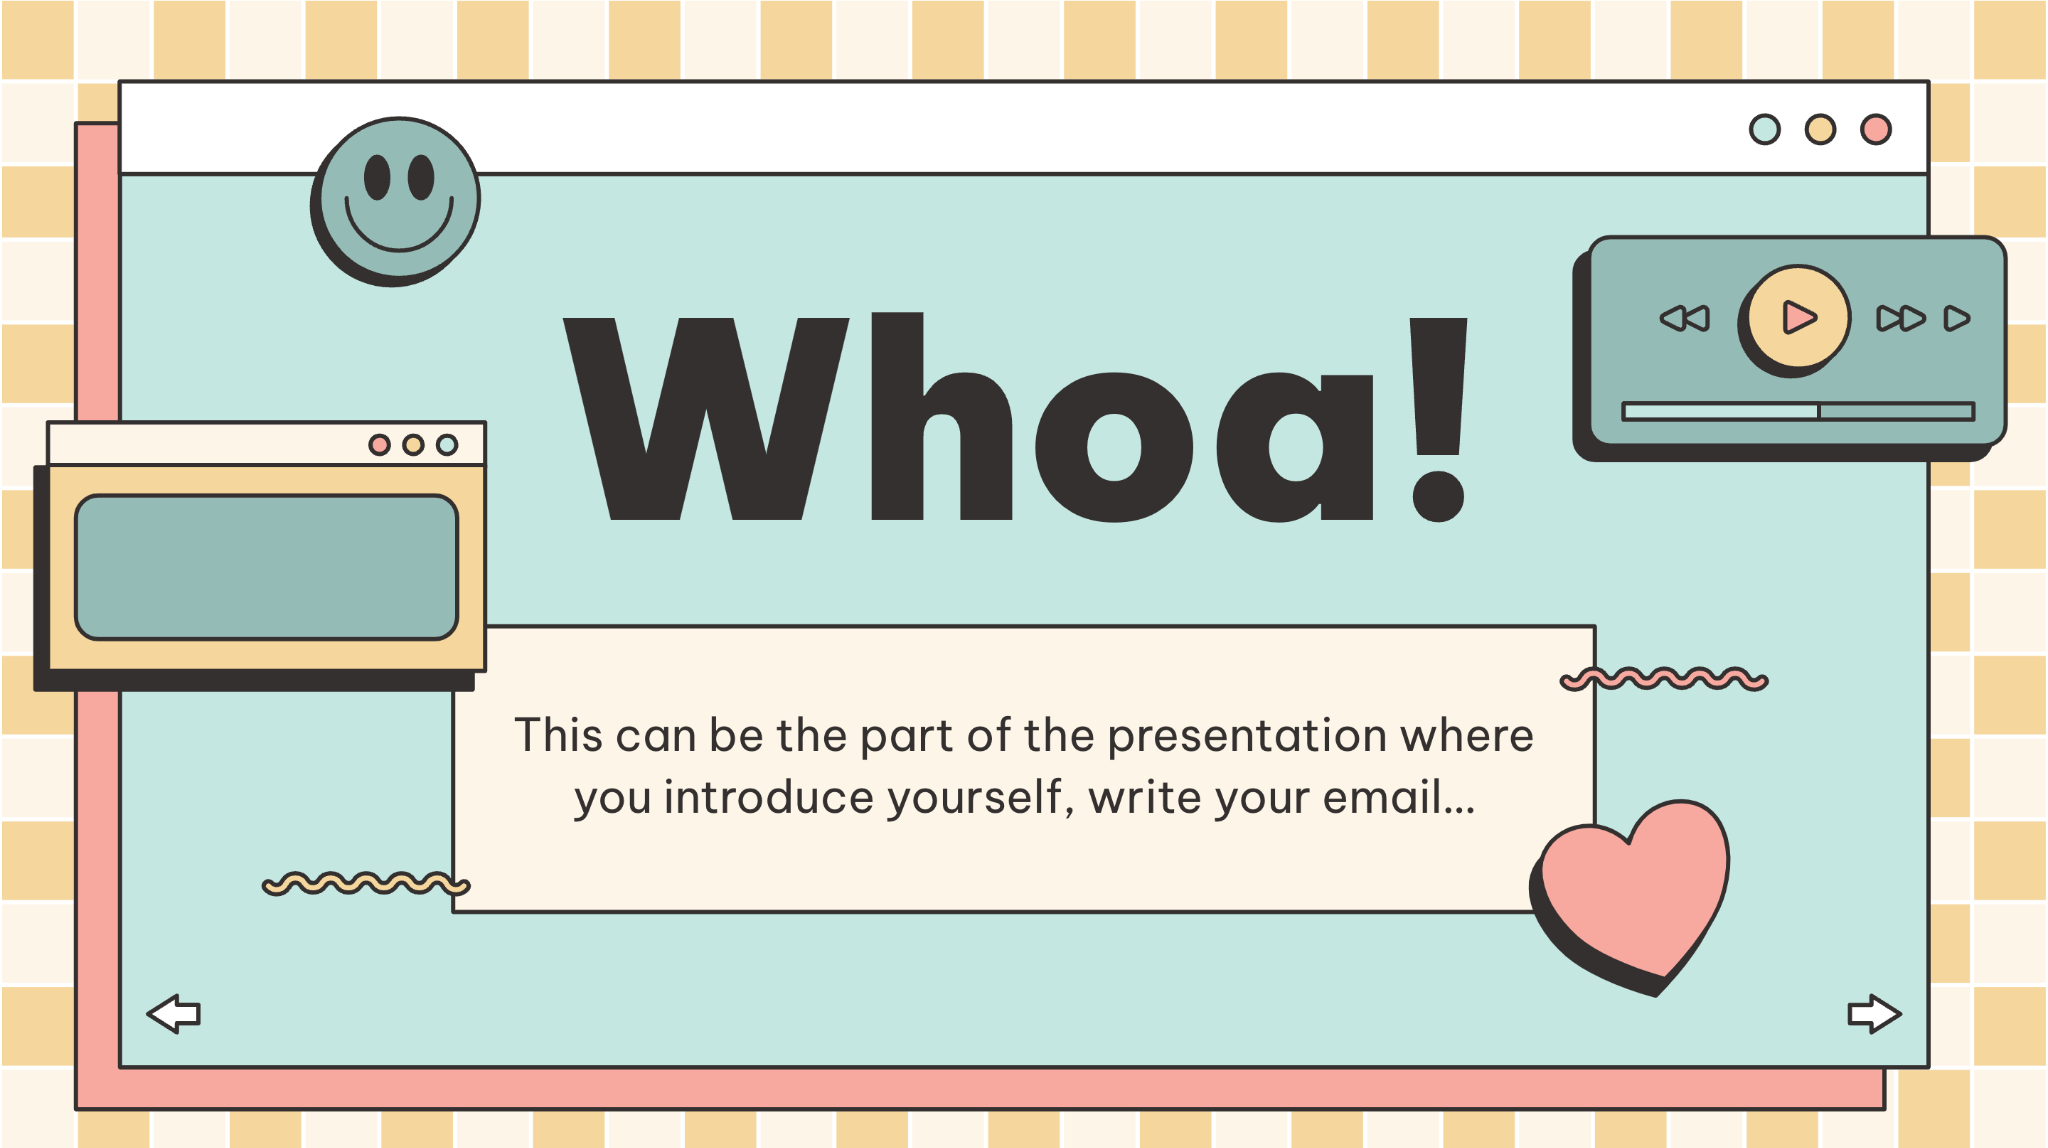 Whoa!
This can be the part of the presentation where
you introduce yourself, write your email...